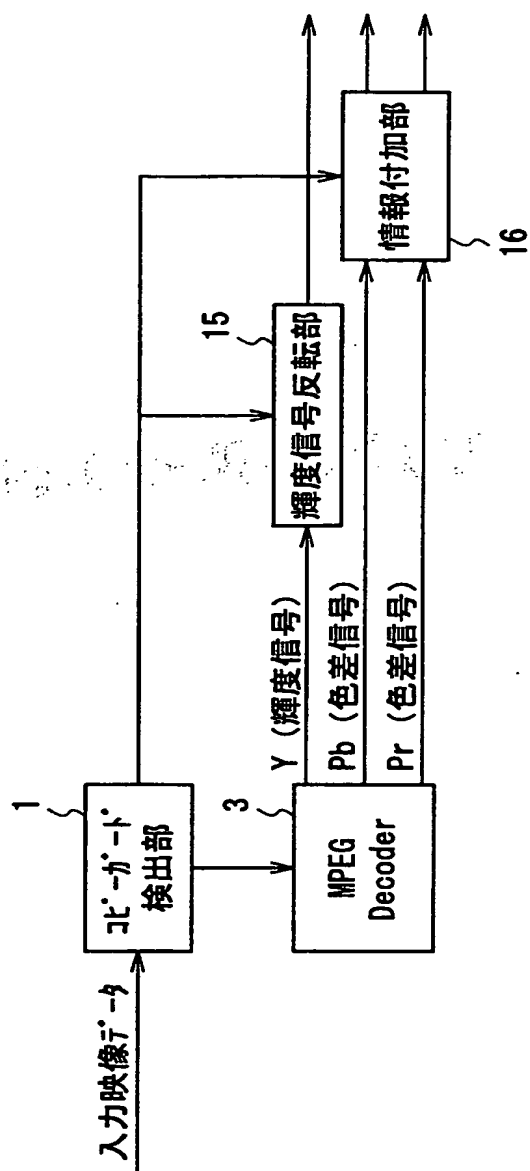 入力映像データ
1
コピーガード
検出部
3
MPEG
Decoder
Y (輝度信号)
Pb (色差信号)
Pr (色差信号)
15
輝度信号反転部
情報付加部
16